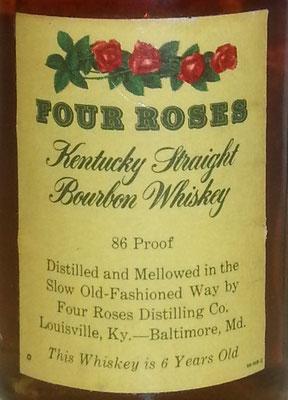 FOUR ROSES
Kentucky Straight
Bourbon Whiskey
86 Proof
Distilled and Mellowed in the
Slow Old-Fashioned Way by
Four Roses Distilling Co.
Louisville, Ky.—Baltimore, Md.
This Whiskey is 6 Years Old